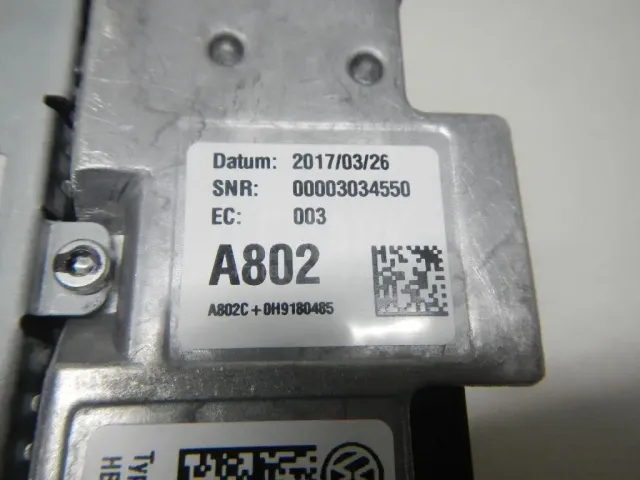 Datum: 2017/03/26
SNR: 00003034550
EC: 003
A802
A802C+0H9180485